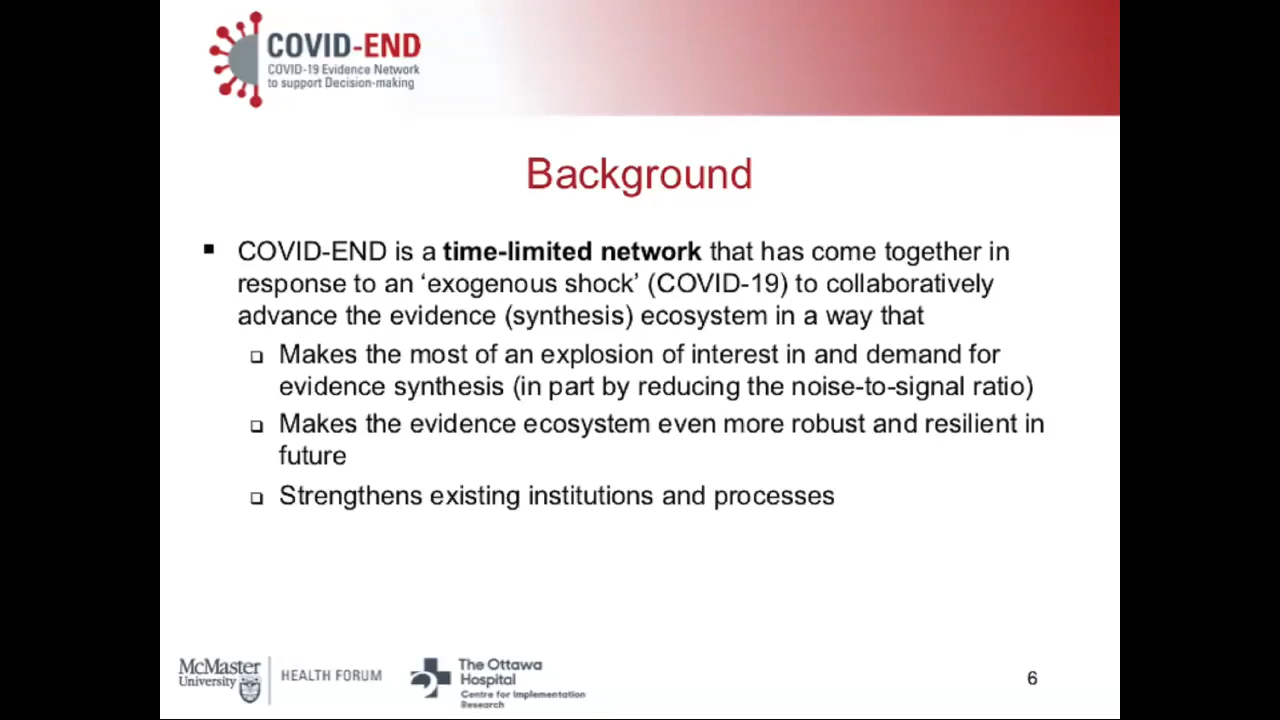 COVID-END
COVID-19 Evidence Network
to support Decision-making
Background
COVID-END is a time-limited network that has come together in
response to an ‘exogenous shock’ (COVID-19) to collaboratively
advance the evidence (synthesis) ecosystem in a way that
Makes the most of an explosion of interest in and demand for
evidence synthesis (in part by reducing the noise-to-signal ratio)
Makes the evidence ecosystem even more robust and resilient in
future
Strengthens existing institutions and processes
McMaster
University
HEALTH FORUM
The Ottawa
Hospital
Centre for Implementation
Research
6